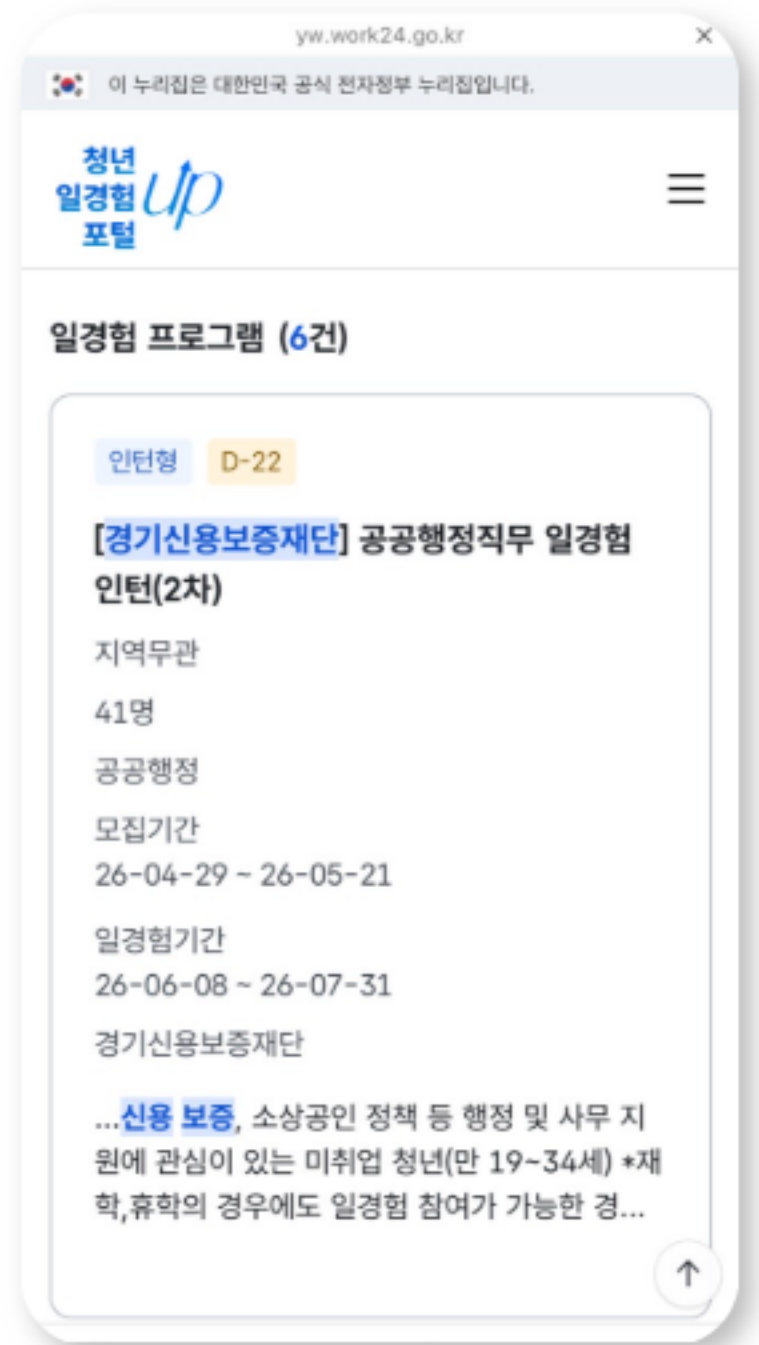 yw.work24.go.kr
이 누리집은 대한민국 공식 전자정부 누리집입니다.
청년
일경험 up
포털
일경험 프로그램 (6건)
인턴형 D-22
[경기신용보증재단] 공공행정직무 일경험
인턴(2차)
지역무관
41명
공공행정
모집기간
26-04-29 ~ 26-05-21
일경험기간
26-06-08 ~ 26-07-31
경기신용보증재단
...신용 보증, 소상공인 정책 등 행정 및 사무 지
원에 관심이 있는 미취업 청년(만 19~34세) *재
학,휴학의 경우에도 일경험 참여가 가능한 경...